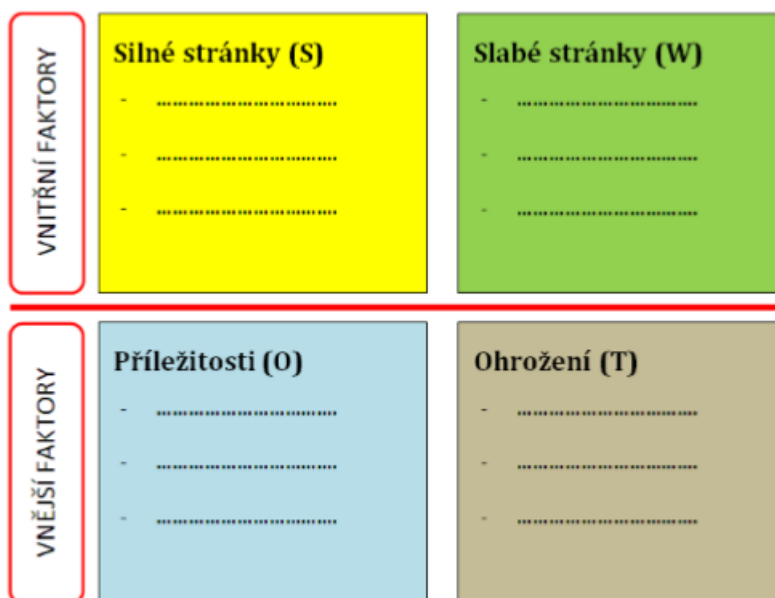 VNITŘNÍ FAKTORY
Silné stránky (S)
- ....................................
- ....................................
- ....................................
Slabé stránky (W)
- ....................................
- ....................................
- ....................................
VNĚJŠÍ FAKTORY
Příležitosti (O)
- ....................................
- ....................................
- ....................................
Ohrožení (T)
- ....................................
- ....................................
- ....................................